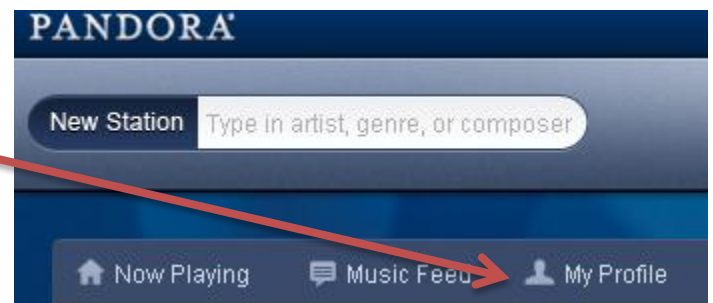 PANDORA
New Station Type in artist, genre, or composer
Now Playing Music Feed My Profile